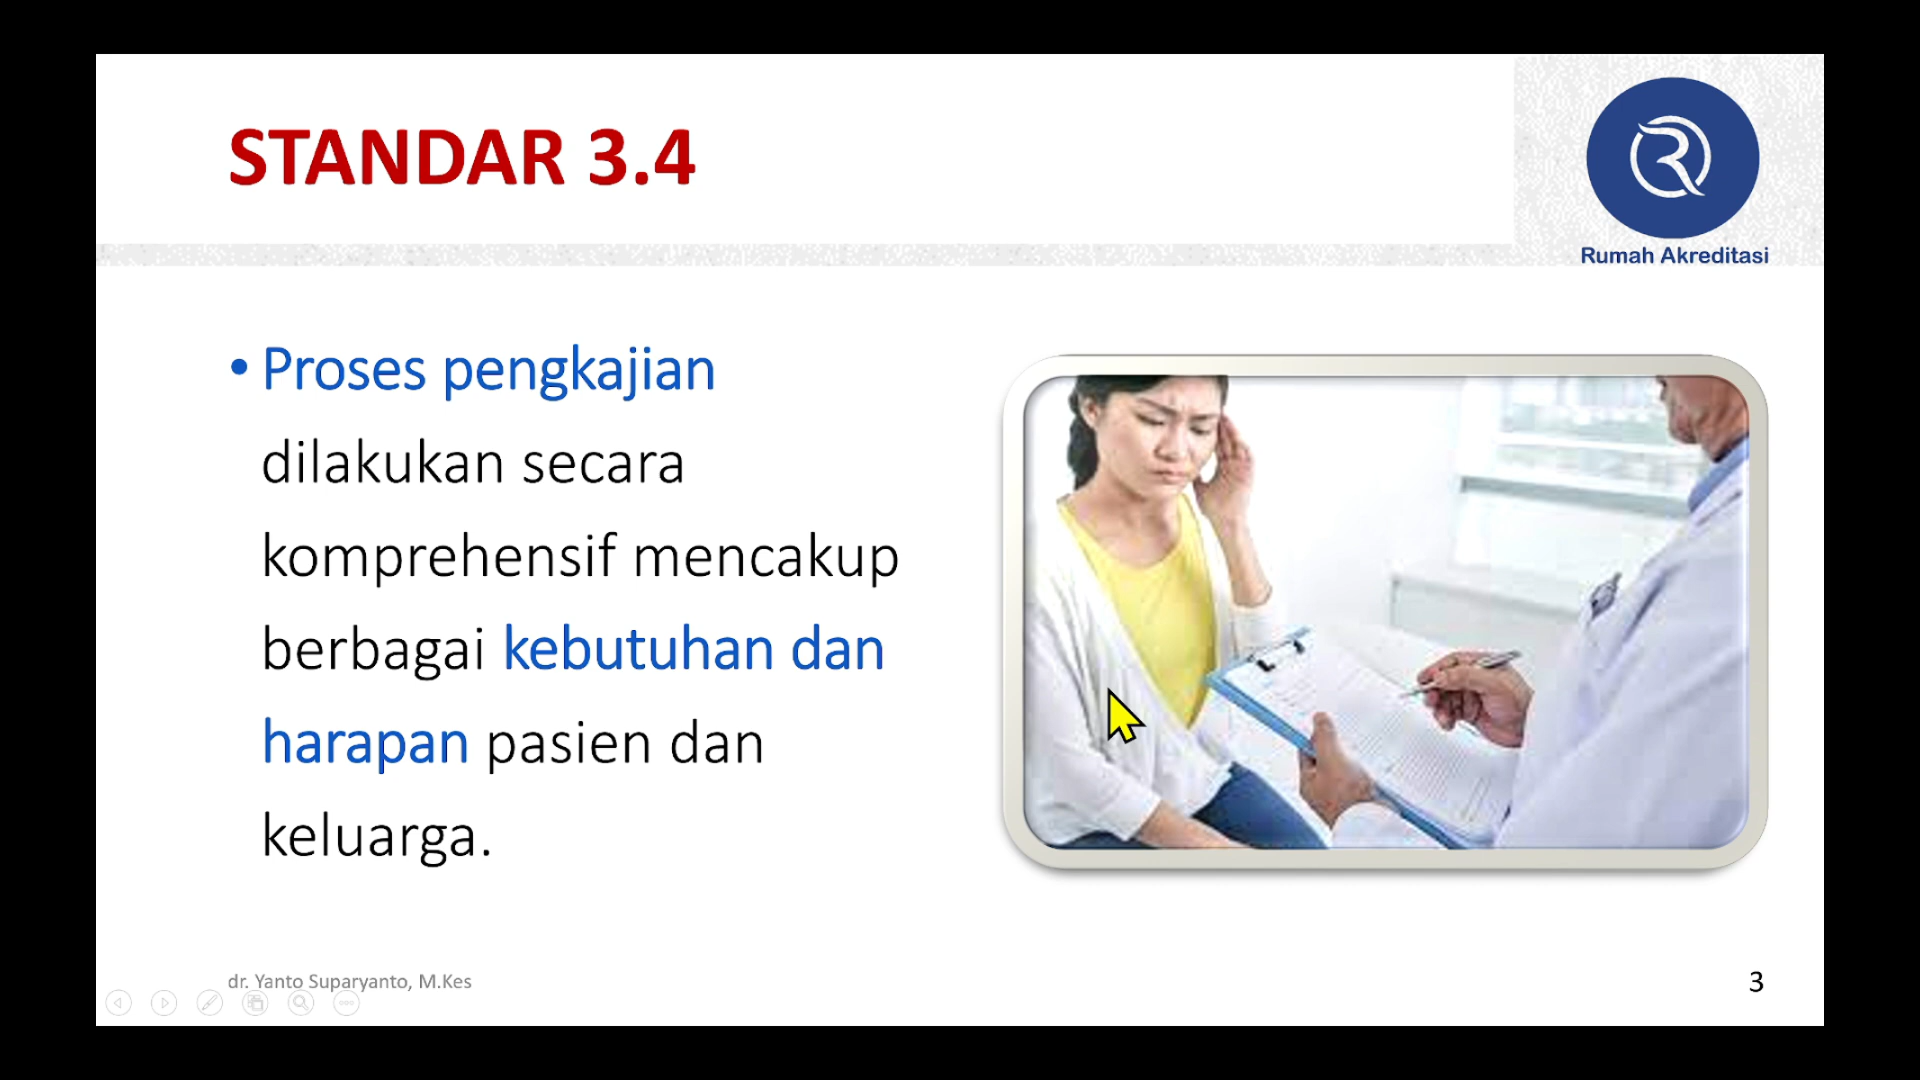 STANDAR 3.4
Rumah Akreditasi
• Proses pengkajian
dilakukan secara
komprehensif mencakup
berbagai kebutuhan dan
harapan pasien dan
keluarga.
dr. Yanto Suparyanto, M.Kes
3